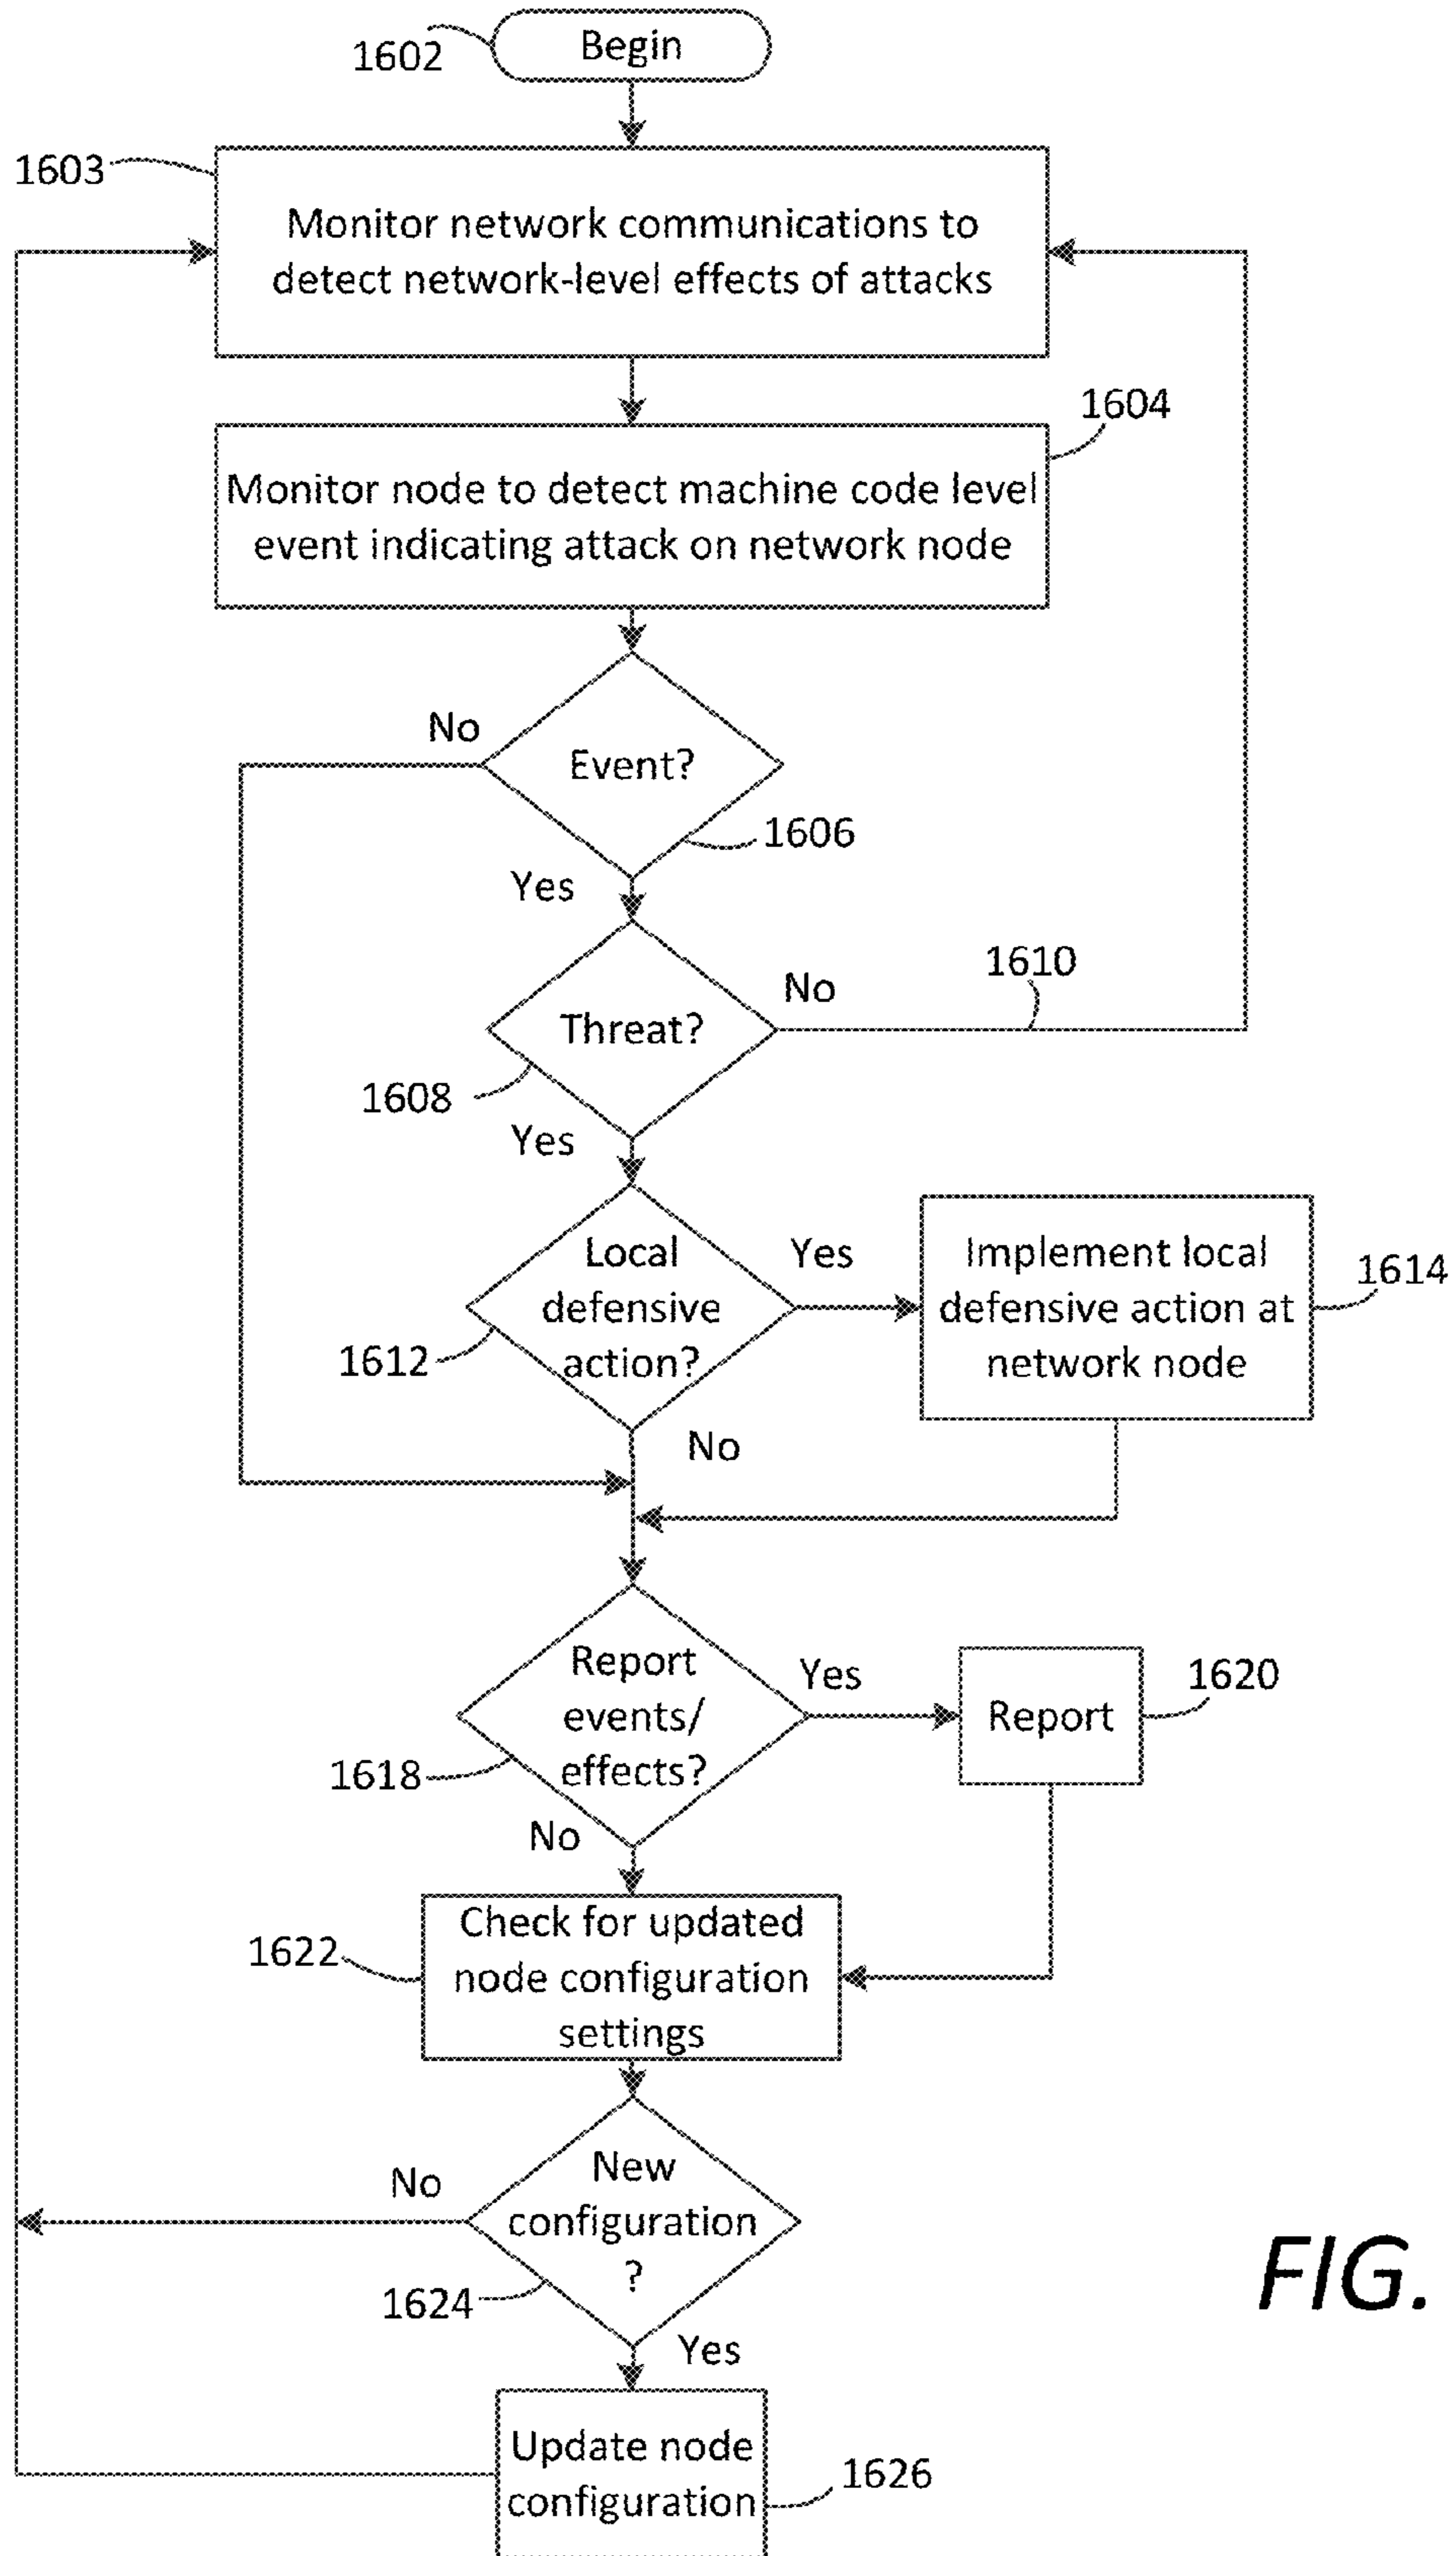 1602
Begin
1603
Monitor network communications to
detect network-level effects of attacks
1604
Monitor node to detect machine code level
event indicating attack on network node
No
Event?
1606
Yes
1610
No
Threat?
1608
Yes
Local
defensive
action?
Yes
1612
No
Implement local
defensive action at
network node
1614
Report
events/
effects?
Yes
1618
No
Report
1620
Check for updated
node configuration
settings
1622
No
New
configuration
?
1624
Yes
FIG.
Update node
configuration
1626